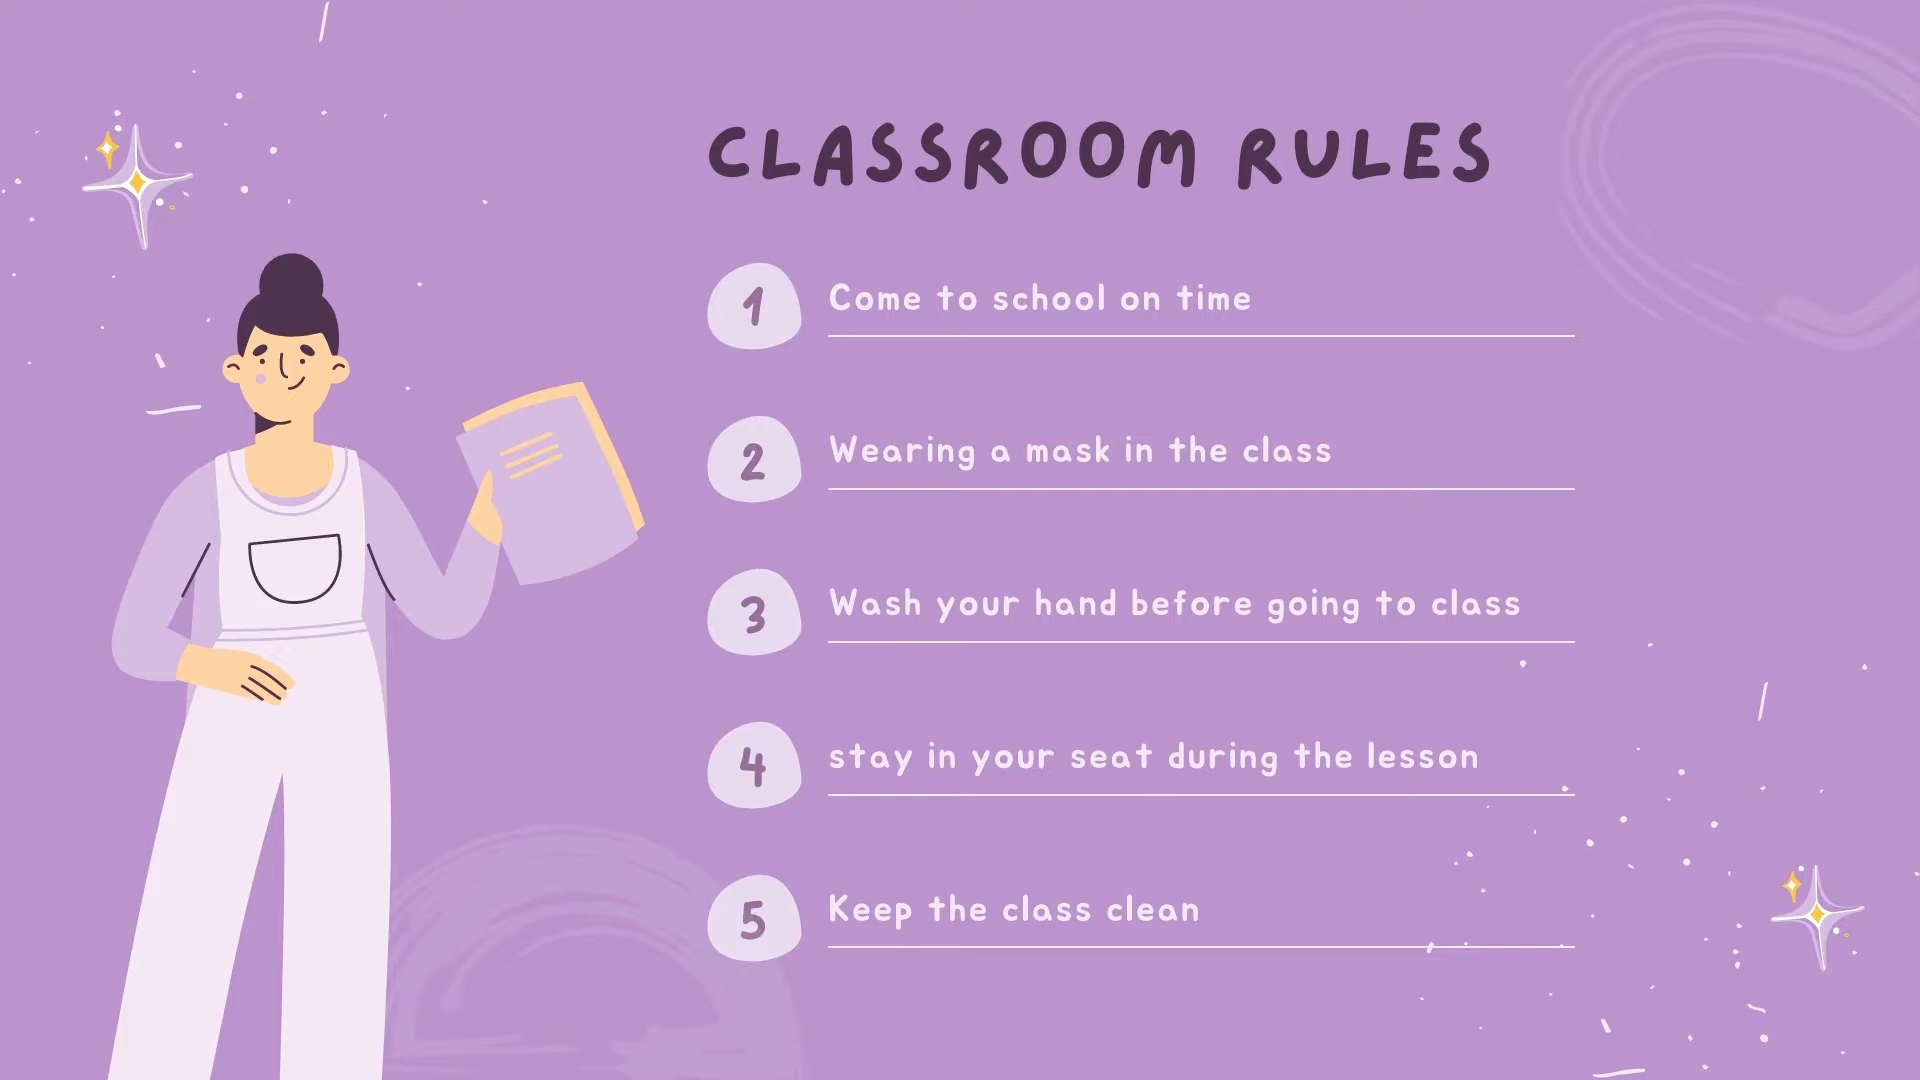 CLASSROOM RULES
1 Come to school on time
2 Wearing a mask in the class
3 Wash your hand before going to class
4 stay in your seat during the lesson
5 Keep the class clean